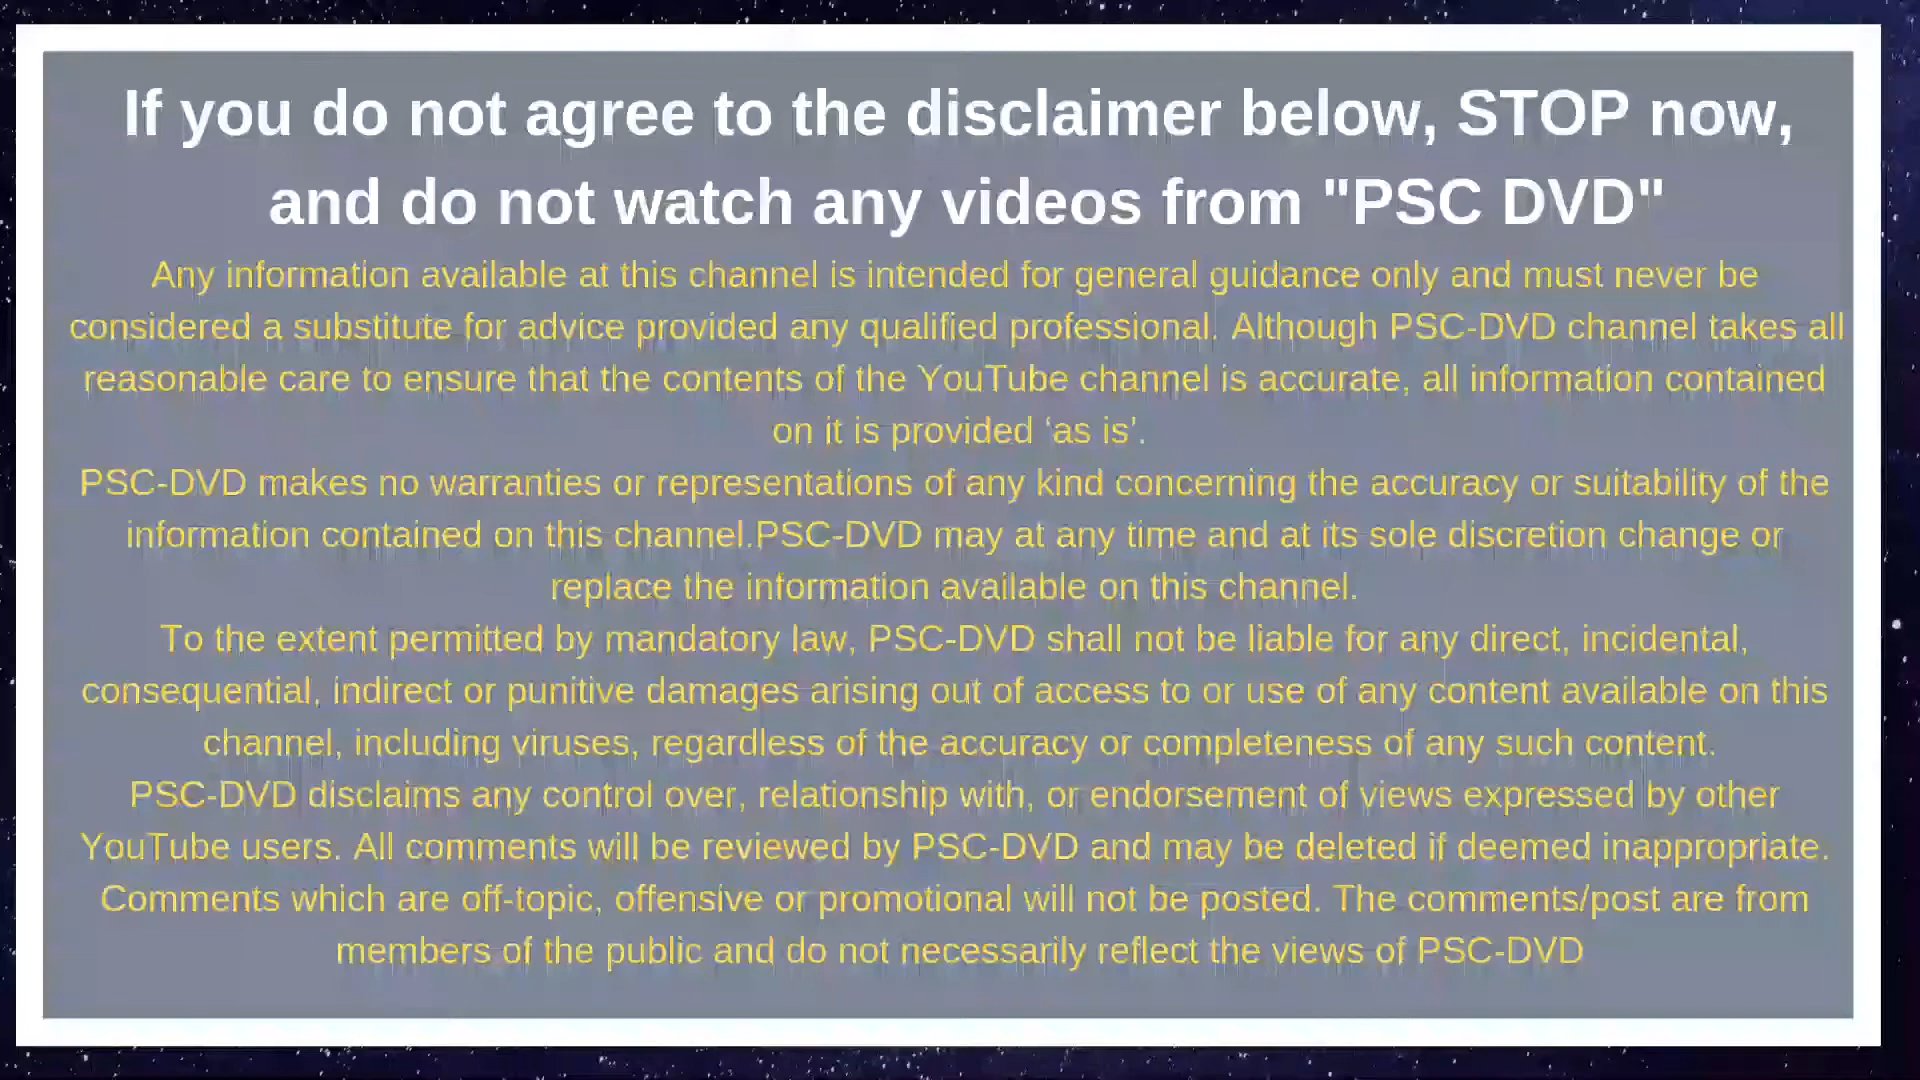 If you do not agree to the disclaimer below, STOP now,
and do not watch any videos from "PSC DVD"
Any information available at this channel is intended for general guidance only and must never be
considered a substitute for advice provided any qualified professional. Although PSC-DVD channel takes all
reasonable care to ensure that the contents of the YouTube channel is accurate, all information contained
on it is provided ‘as is’.
PSC-DVD makes no warranties or representations of any kind concerning the accuracy or suitability of the
information contained on this channel.PSC-DVD may at any time and at its sole discretion change or
replace the information available on this channel.
To the extent permitted by mandatory law, PSC-DVD shall not be liable for any direct, incidental,
consequential, indirect or punitive damages arising out of access to or use of any content available on this
channel, including viruses, regardless of the accuracy or completeness of any such content.
PSC-DVD disclaims any control over, relationship with, or endorsement of views expressed by other
YouTube users. All comments will be reviewed by PSC-DVD and may be deleted if deemed inappropriate.
Comments which are off-topic, offensive or promotional will not be posted. The comments/post are from
members of the public and do not necessarily reflect the views of PSC-DVD